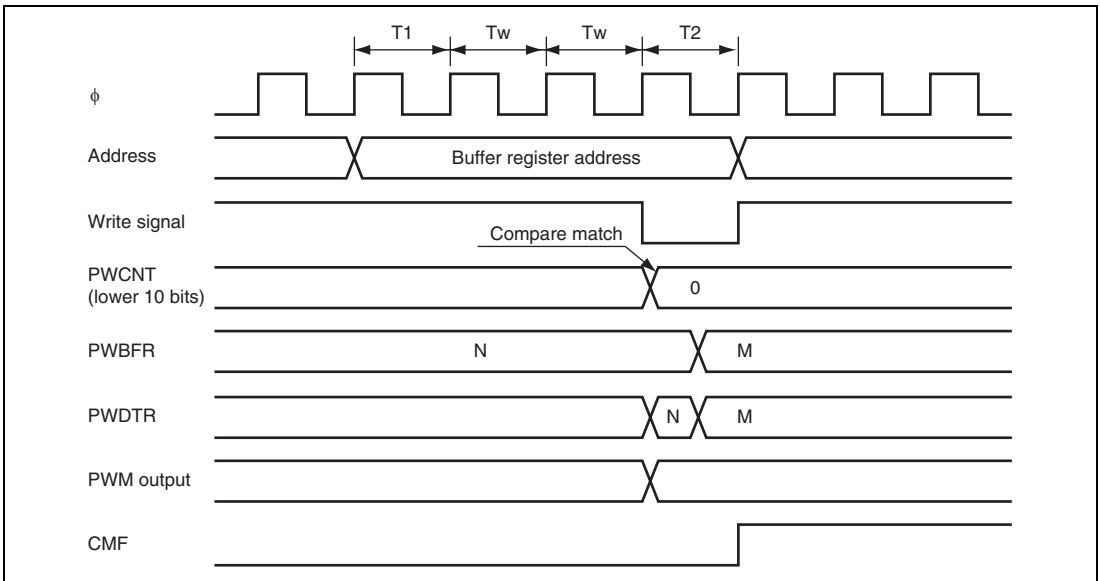 T1 Tw Tw T2
ϕ
Address Buffer register address
Write signal
Compare match
PWCNT
(lower 10 bits) 0
PWBFR N M
PWDTR N M
PWM output
CMF